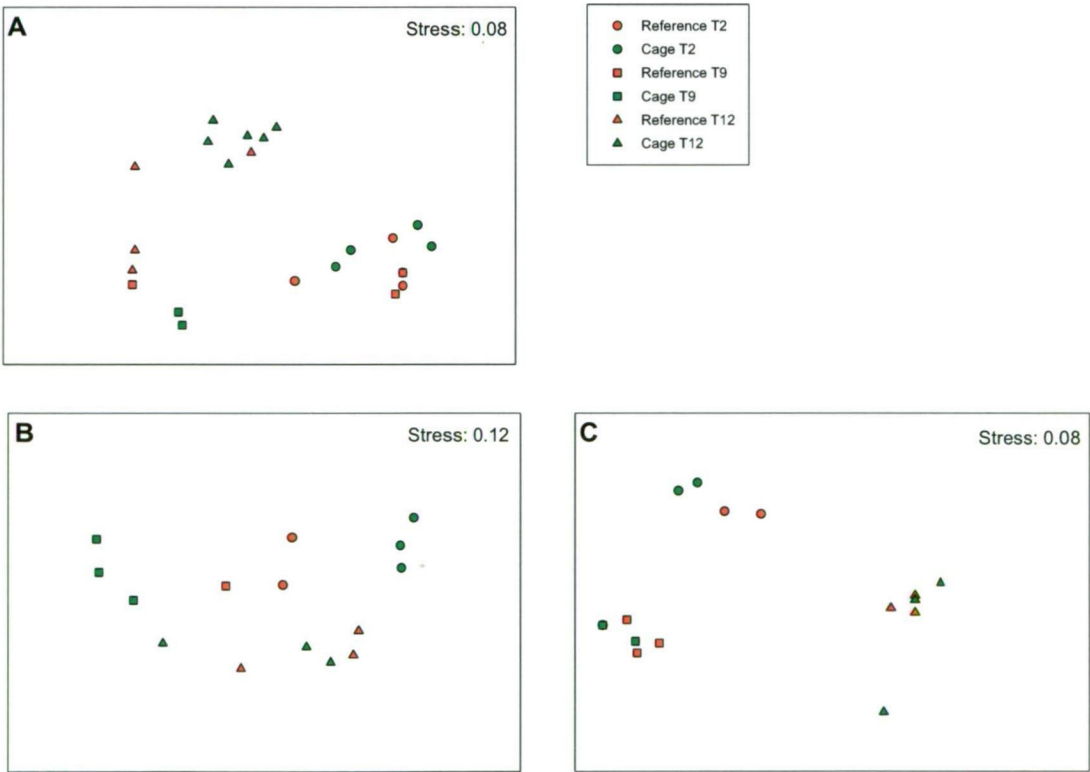 A
Stress: 0.08
Reference T2
Cage T2
Reference T9
Cage T9
Reference T12
Cage T12
B
Stress: 0.12
C
Stress: 0.08